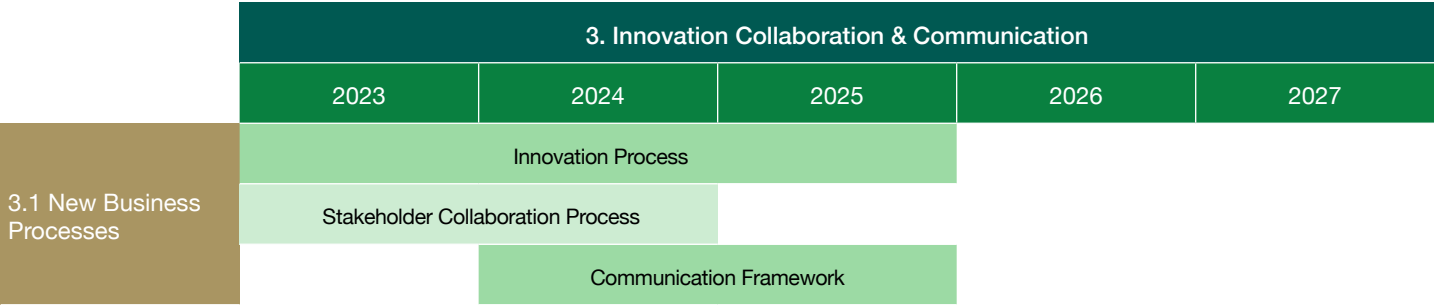 3. Innovation Collaboration & Communication
2023 2024 2025 2026 2027
Innovation Process
3.1 New Business
Processes
Stakeholder Collaboration Process
Communication Framework